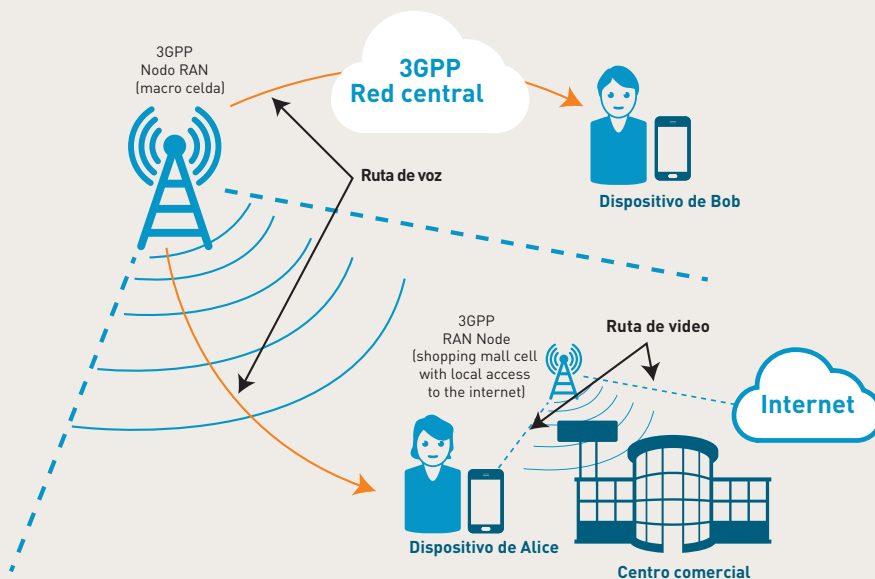 3GPP
Nodo RAN
(macro celda)
3GPP
Red central
Ruta de voz
Dispositivo de Bob
3GPP
RAN Node
(shopping mall cell
with local access
to the internet)
Ruta de video
Internet
Dispositivo de Alice
Centro comercial